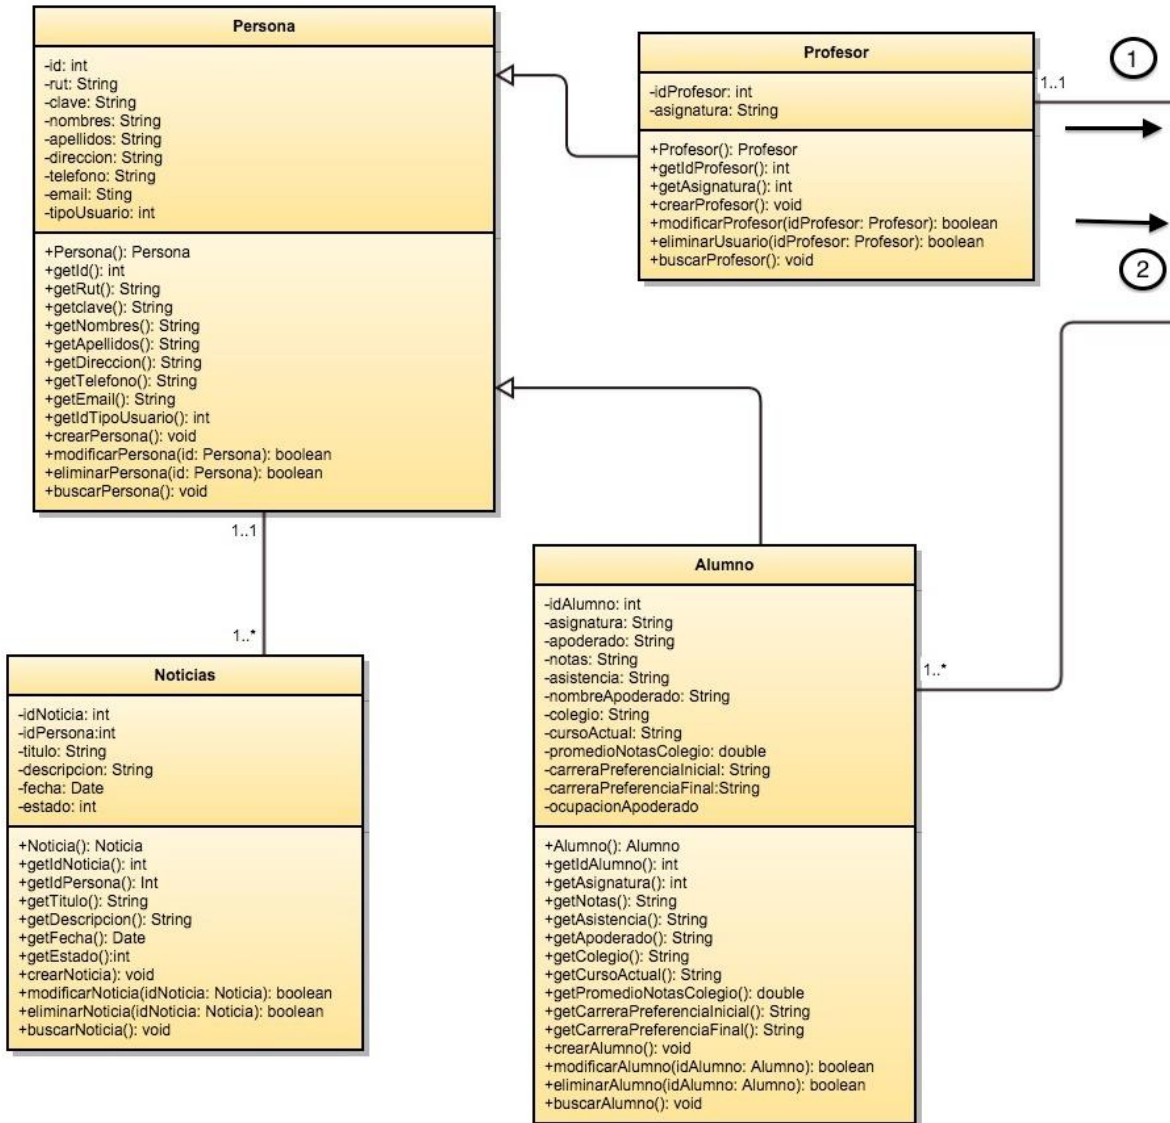 Persona
-id: int
-rut: String
-clave: String
-nombres: String
-apellidos: String
-direccion: String
-telefono: String
-email: Sting
-tipoUsuario: int
+Persona(): Persona
+getId(): int
+getRut(): String
+getclave(): String
+getNombres(): String
+getApellidos(): String
+getDireccion(): String
+getTelefono(): String
+getEmail(): String
+getIdTipoUsuario(): int
+crearPersona(): void
+modificarPersona(id: Persona): boolean
+eliminarPersona(id: Persona): boolean
+buscarPersona(): void
Profesor
-idProfesor: int
-asignatura: String
+Profesor(): Profesor
+getIdProfesor(): int
+getAsignatura(): int
+crearProfesor(): void
+modificarProfesor(idProfesor: Profesor): boolean
+eliminarUsuario(idProfesor: Profesor): boolean
+buscarProfesor(): void
1..1
1
2
1..1
1..*
Noticias
-idNoticia: int
-idPersona:int
-titulo: String
-descripcion: String
-fecha: Date
-estado: int
+Noticia(): Noticia
+getIdNoticia(): int
+getIdPersona(): Int
+getTitulo(): String
+getDescripcion(): String
+getFecha(): Date
+getEstado():int
+crearNoticia): void
+modificarNoticia(idNoticia: Noticia): boolean
+eliminarNoticia(idNoticia: Noticia): boolean
+buscarNoticia(): void
Alumno
-idAlumno: int
-asignatura: String
-apoderado: String
-notas: String
-asistencia: String
-nombreApoderado: String
-colegio: String
-cursoActual: String
-promedioNotasColegio: double
-carreraPreferenciaInicial: String
-carreraPreferenciaFinal:String
-ocupacionApoderado
+Alumno(): Alumno
+getIdAlumno(): int
+getAsignatura(): int
+getNotas(): String
+getAsistencia(): String
+getApoderado(): String
+getColegio(): String
+getCursoActual(): String
+getPromedioNotasColegio(): double
+getCarreraPreferenciaInicial(): String
+getCarreraPreferenciaFinal(): String
+crearAlumno(): void
+modificarAlumno(idAlumno: Alumno): boolean
+eliminarAlumno(idAlumno: Alumno): boolean
+buscarAlumno(): void
1..*